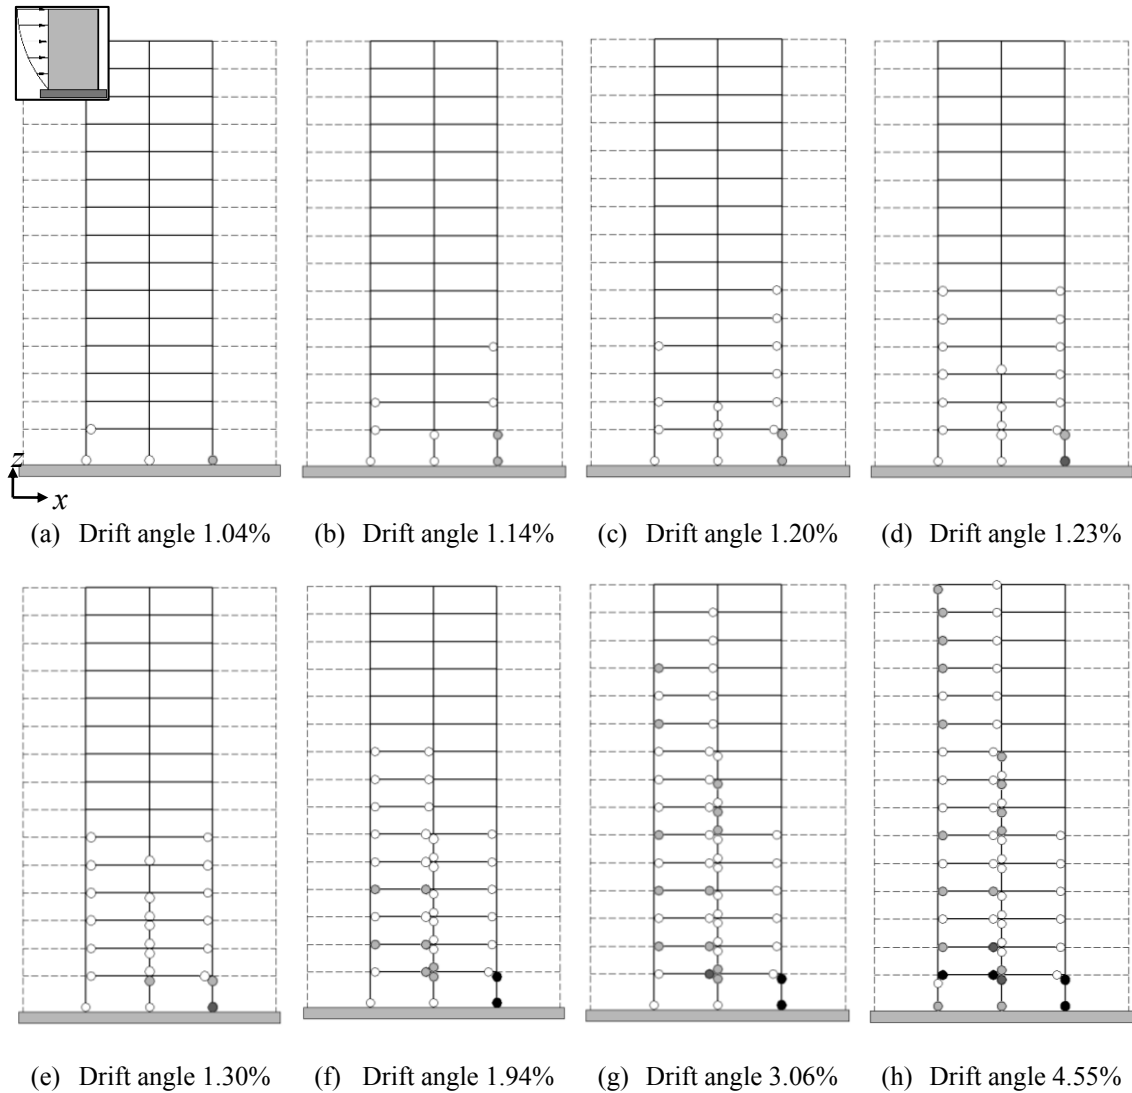 z
x
(a) Drift angle 1.04%
(b) Drift angle 1.14%
(c) Drift angle 1.20%
(d) Drift angle 1.23%
(e) Drift angle 1.30%
(f) Drift angle 1.94%
(g) Drift angle 3.06%
(h) Drift angle 4.55%